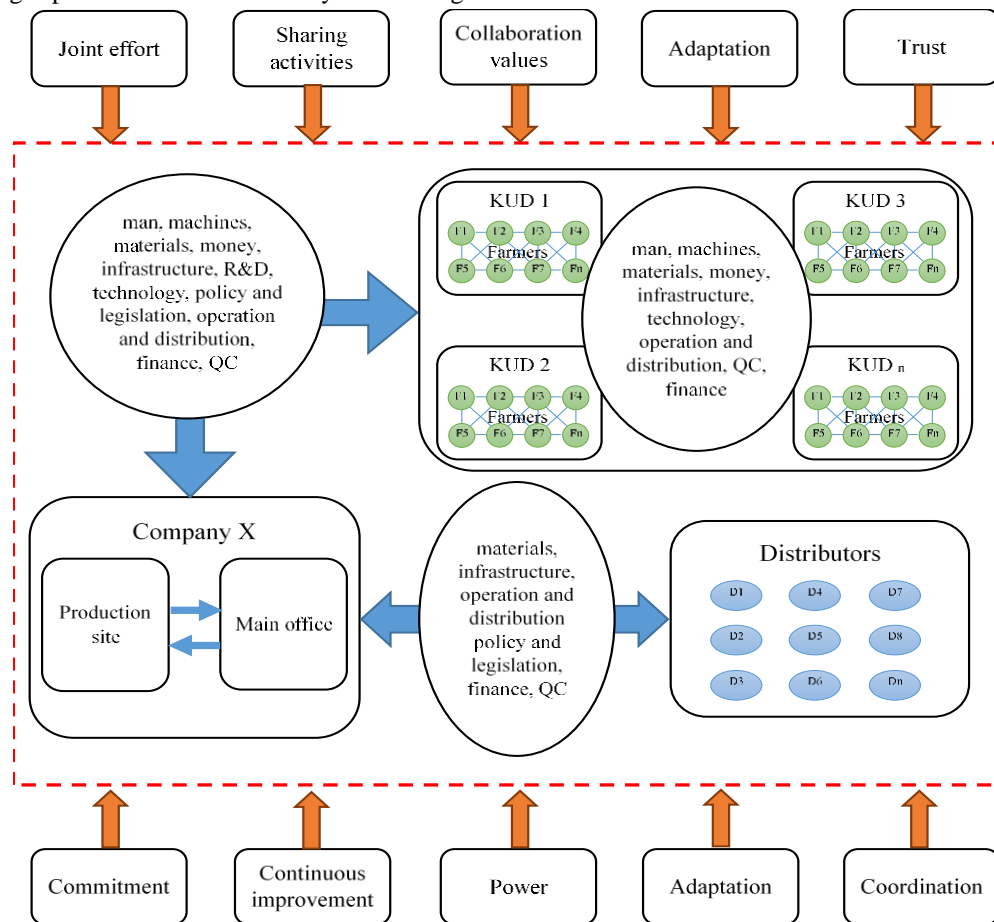 Joint effort
Sharing
activities
Collaboration
values
Adaptation
Trust
man, machines,
materials, money,
infrastructure, R&D,
technology, policy and
legislation, operation
and distribution,
finance, QC
KUD 1
F1 F2 F3 F4
Farmers
F5 F6 F7 Fn
KUD 3
F1 F2 F3 F4
Farmers
F5 F6 F7 Fn
man, machines,
materials, money,
infrastructure,
technology,
operation and
distribution, QC,
finance
KUD 2
F1 F2 F3 F4
Farmers
F5 F6 F7 Fn
KUD n
F1 F2 F3 F4
Farmers
F5 F6 F7 Fn
Company X
Production
site
Main office
materials,
infrastructure,
operation and
distribution
policy and
legislation,
finance, QC
Distributors
D1 D4 D7
D2 D5 D8
D3 D6 Dn
Commitment
Continuous
improvement
Power
Adaptation
Coordination